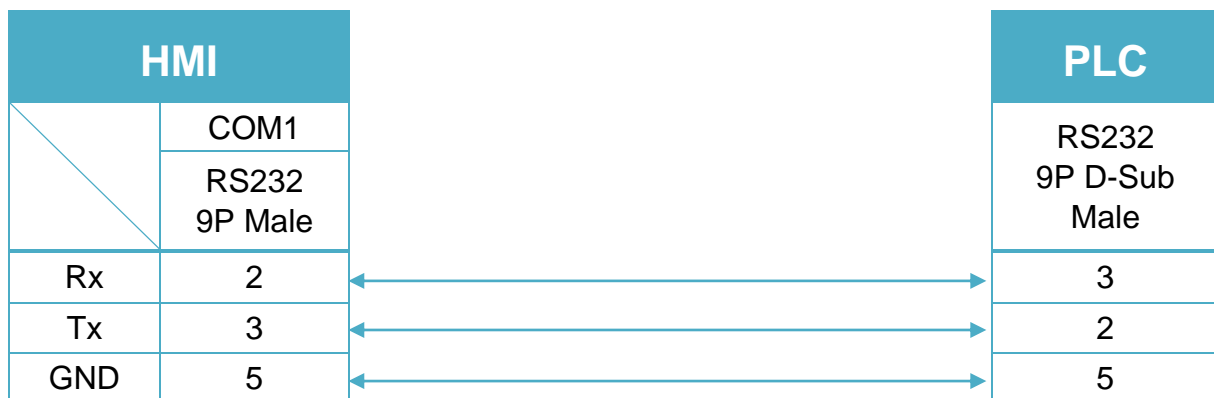 HMI
PLC
COM1
RS232
9P Male
RS232
9P D-Sub
Male
Rx 2 3
Tx 3 2
GND 5 5